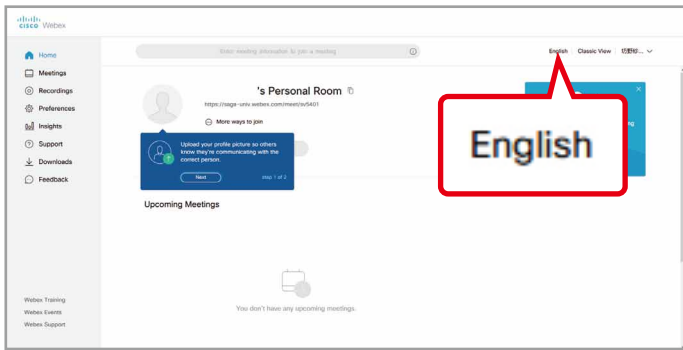 CISCO Webex
Home
Meetings
Recordings
Preferences
Insights
Support
Downloads
Feedback
Webex Training
Webex Events
Webex Support
Enter meeting information to join a meeting
English
Classic View
's Personal Room
https://saga-univ.webex.com/meet/sv5401
More ways to join
Upload your profile picture so others
know they're communicating with the
correct person.
Next
step 1 of 2
English
Upcoming Meetings
You don't have any upcoming meetings.